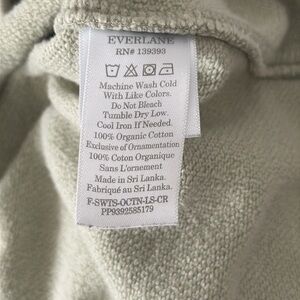 EVERLANE
RN# 139393
Machine Wash Cold
With Like Colors.
Do Not Bleach
Tumble Dry Low.
Cool Iron If Needed.
100% Organic Cotton
Exclusive of Ornamentation
100% Coton Organique
Sans L'ornement
Made in Sri Lanka.
Fabriqué au Sri Lanka.
F-SWTS-OCTN-LS-CR
PP9392585179